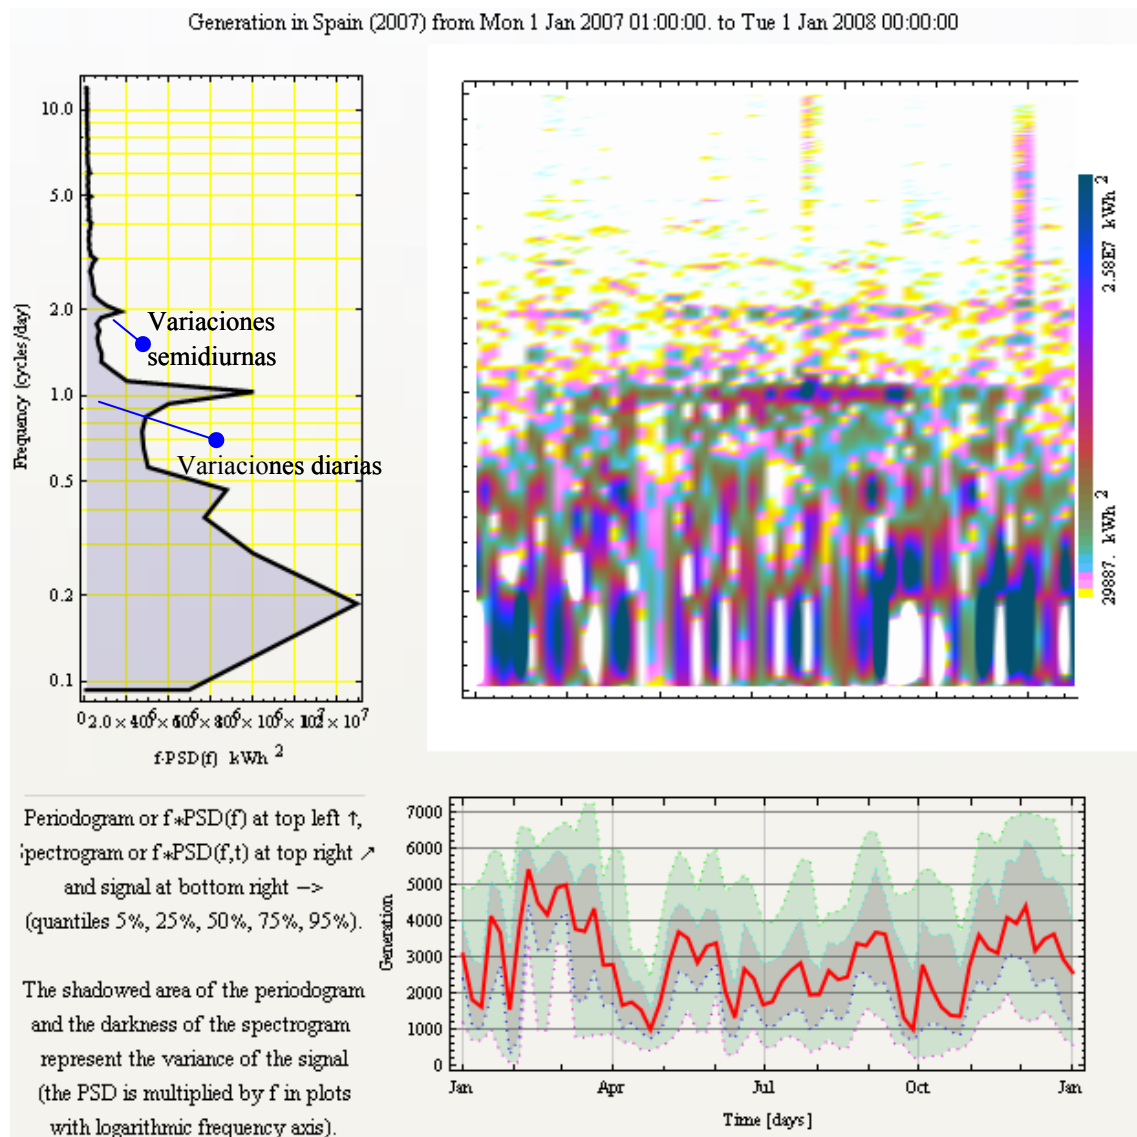 Generation in Spain (2007) from Mon 1 Jan 2007 01:00:00. to Tue 1 Jan 2008 00:00:00
10.0
5.0
2.0
1.0
0.5
0.2
0.1
Frequency (cycles/day)
Variaciones
semidiurnas
Variaciones diarias
0
f·PSD(f) kWh 2
2.58E7 kWh 2
29887. kWh 2
Periodogram or f*PSD(f) at top left ↑,
pectrogram or f*PSD(f,t) at top right ↗
and signal at bottom right −>
(quantiles 5%, 25%, 50%, 75%, 95%).
The shadowed area of the periodogram
and the darkness of the spectrogram
represent the variance of the signal
(the PSD is multiplied by f in plots
with logarithmic frequency axis).
7000
6000
5000
4000
3000
2000
1000
0
Generation
Jan
Apr
Jul
Oct
Jan
Time [days]